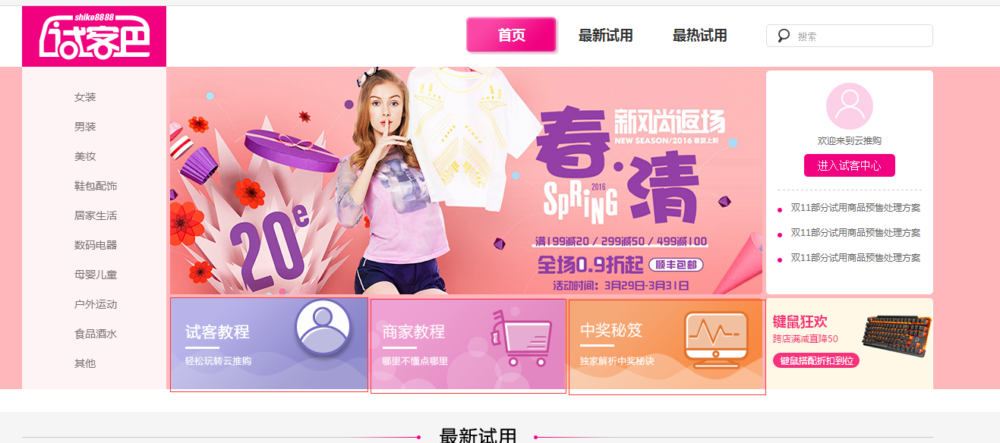 shike8888
试客巴
首页
最新试用
最热试用
搜索
女装
男装
美妆
鞋包配饰
居家生活
数码电器
母婴儿童
户外运动
食品酒水
其他
20e
春·清
新风尚返场
NEW SEASON/2016 春夏上新
2016
SPRING
满199减20 / 299减50 / 499减100
全场0.9折起 顺丰包邮
活动时间：3月29日-3月31日
欢迎来到云推购
进入试客中心
双11部分试用商品预售处理方案
双11部分试用商品预售处理方案
双11部分试用商品预售处理方案
试客教程
轻松玩转云推购
商家教程
哪里不懂点哪里
中奖秘笈
独家解析中奖秘诀
键鼠狂欢
跨店满减直降50
键鼠搭配折扣到位
最新试用